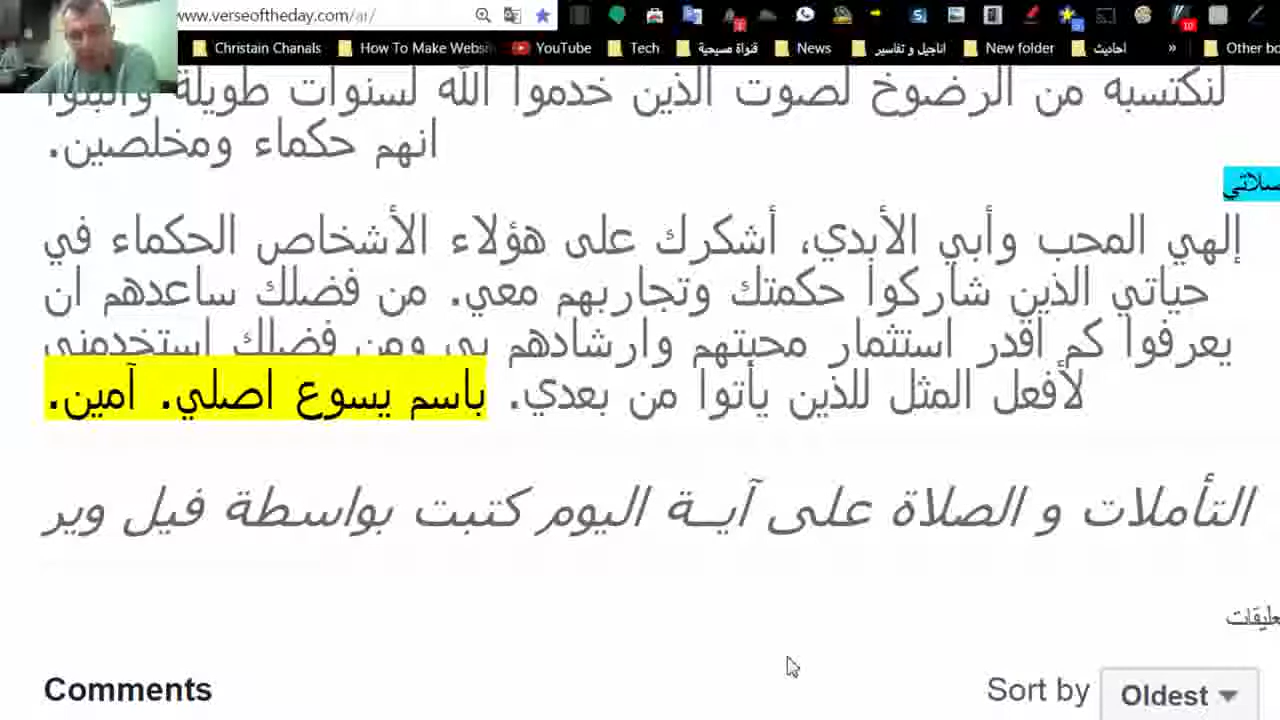 www.verseoftheday.com/ar/
Christain Chanals How To Make Websi YouTube Tech قنواة مسيحية News اناجيل و تفاسير New folder احاديث » Other bo
لنكتسبه من الرضوخ لصوت الذين خدموا الله لسنوات طويلة
انهم حكماء ومخلصين.
صلاتي
إلهي المحب وأبي الأبدي، أشكرك على هؤلاء الأشخاص الحكماء في
حياتي الذين شاركوا حكمتك وتجاربهم معي. من فضلك ساعدهم ان
يعرفوا كم اقدر استثمار محبتهم وارشادهم بي ومن فضلك استخدمني
لأفعل المثل للذين يأتوا من بعدي. باسم يسوع اصلي. آمين.
التأملات و الصلاة على آيـة اليوم كتبت بواسطة فيل وير
عليقات
Comments Sort by Oldest